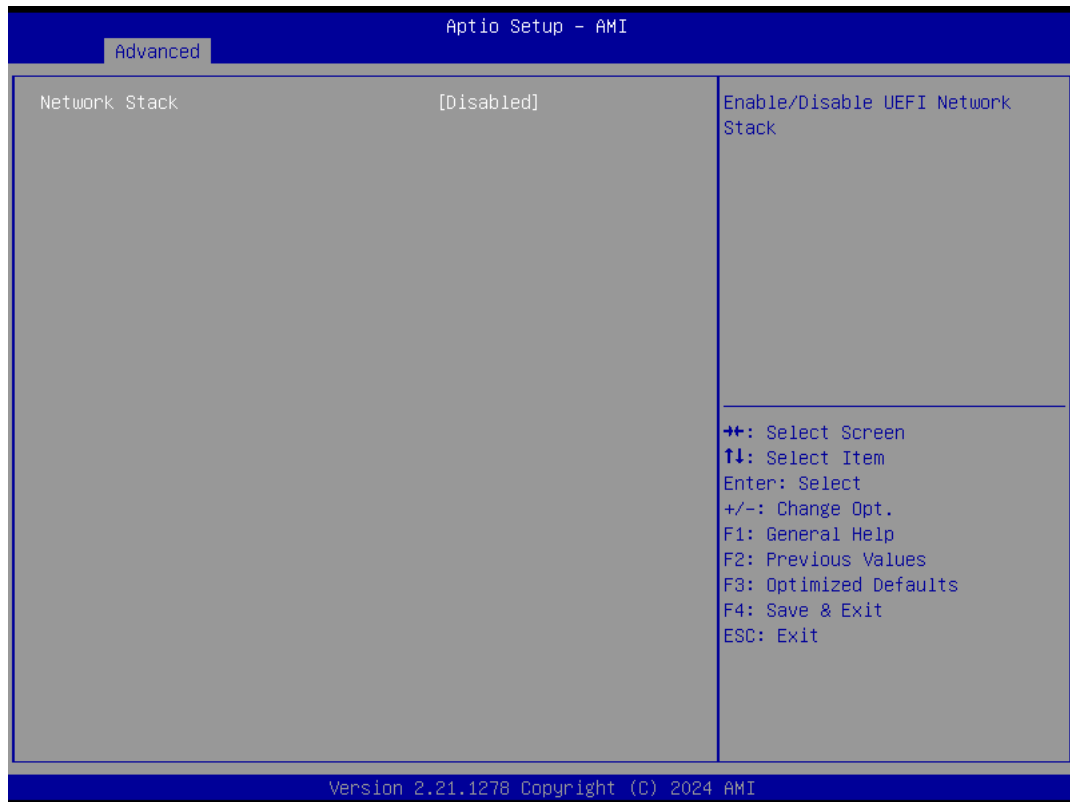 Aptio Setup – AMI
Advanced
Network Stack [Disabled]
Enable/Disable UEFI Network
Stack
→←: Select Screen
↑↓: Select Item
Enter: Select
+/-: Change Opt.
F1: General Help
F2: Previous Values
F3: Optimized Defaults
F4: Save & Exit
ESC: Exit
Version 2.21.1278 Copyright (C) 2024 AMI